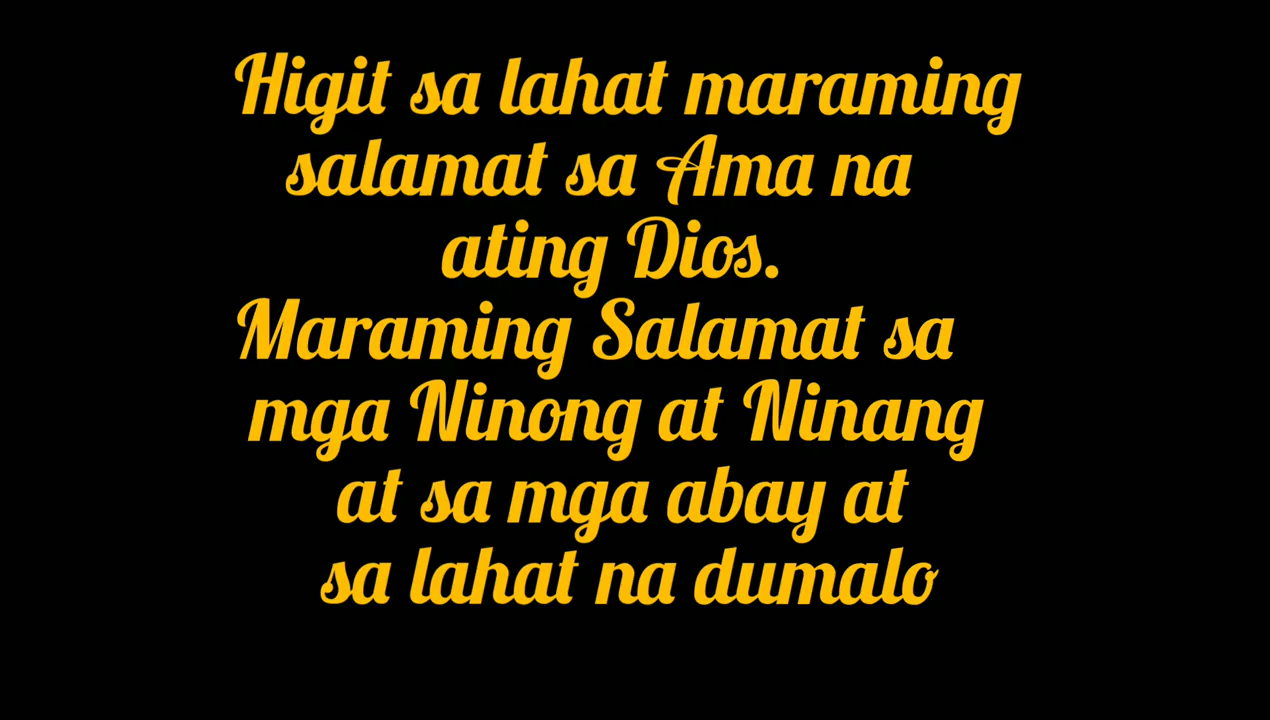 Higit sa lahat maraming
salamat sa Ama na
ating Dios.
Maraming Salamat sa
mga Ninong at Ninang
at sa mga abay at
sa lahat na dumalo